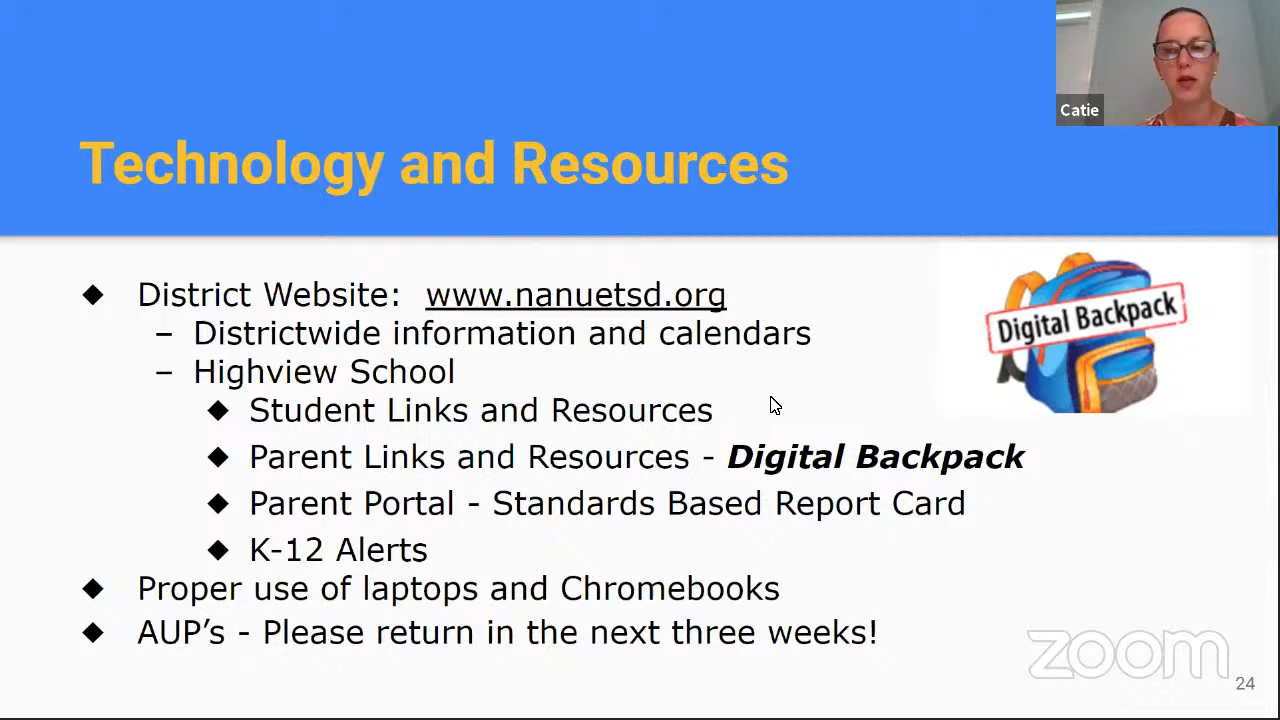 Catie
Technology and Resources
◆ District Website: www.nanuetsd.org
– Districtwide information and calendars
– Highview School
◆ Student Links and Resources
◆ Parent Links and Resources - Digital Backpack
◆ Parent Portal - Standards Based Report Card
◆ K-12 Alerts
◆ Proper use of laptops and Chromebooks
◆ AUP’s - Please return in the next three weeks!
Digital Backpack
zoom
24